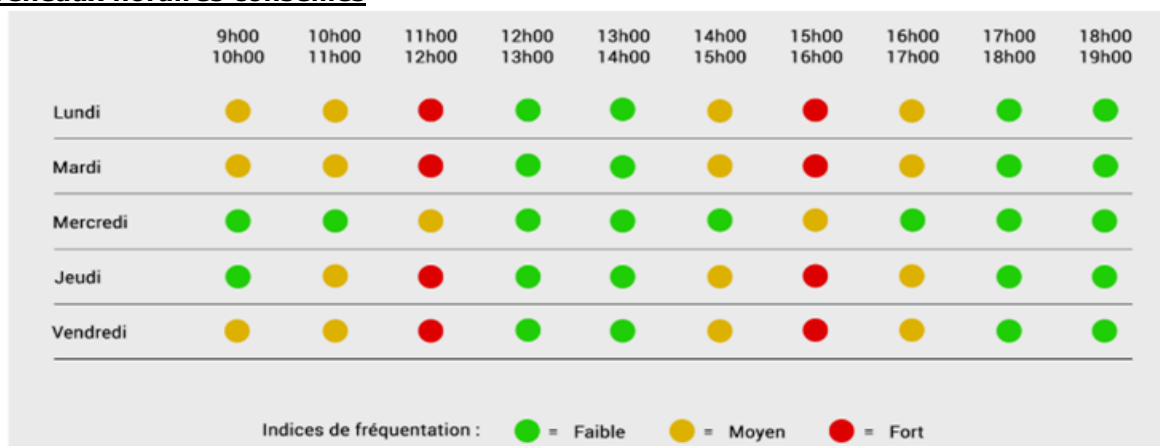 9h00 10h00 11h00 12h00 13h00 14h00 15h00 16h00 17h00 18h00
10h00 11h00 12h00 13h00 14h00 15h00 16h00 17h00 18h00 19h00
Lundi
Mardi
Mercredi
Jeudi
Vendredi
Indices de fréquentation : = Faible = Moyen = Fort